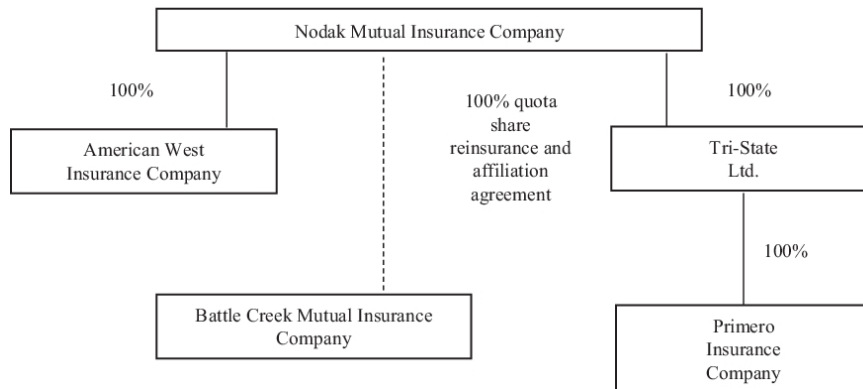 Nodak Mutual Insurance Company
100%
100% quota
share
reinsurance and
affiliation
agreement
100%
American West
Insurance Company
Tri-State
Ltd.
100%
Battle Creek Mutual Insurance
Company
Primero
Insurance
Company